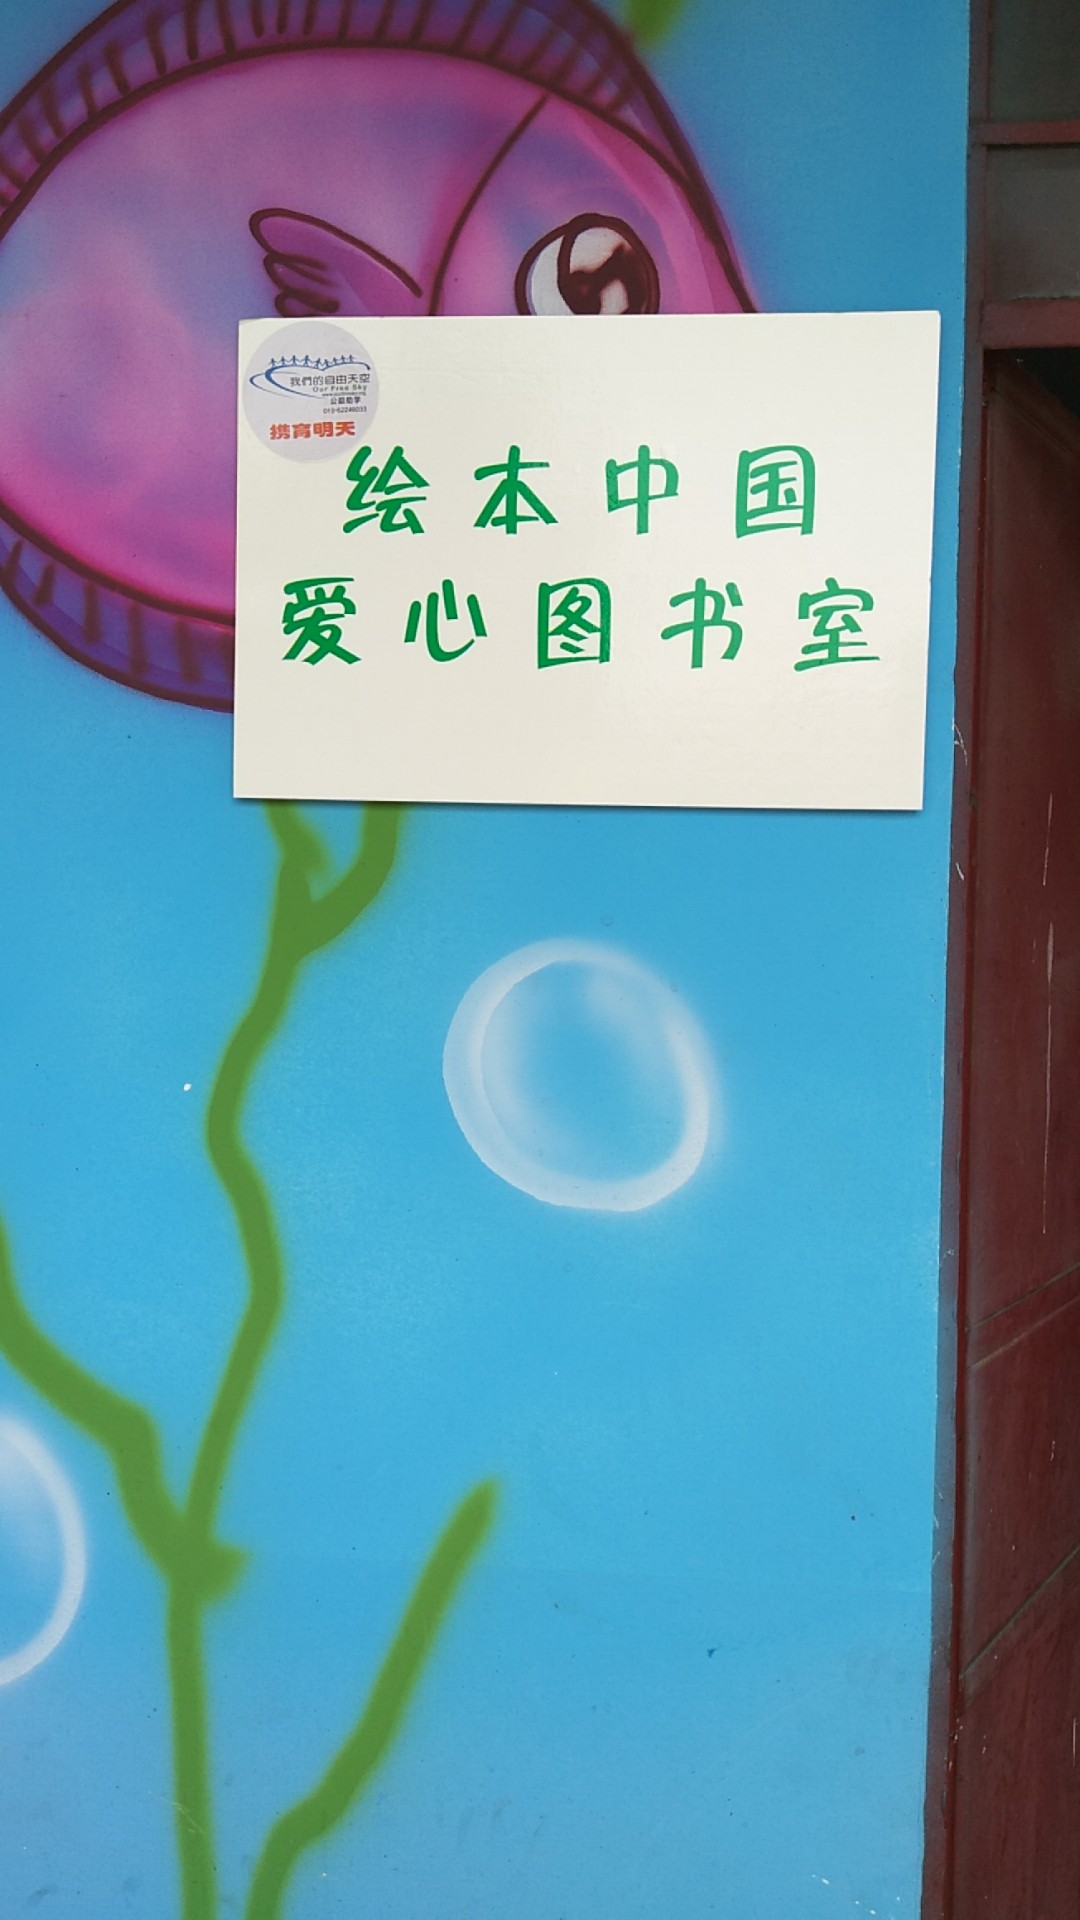 我們的自由天空
Our Free Sky
公益助学
携育明天
绘本中国
爱心图书室